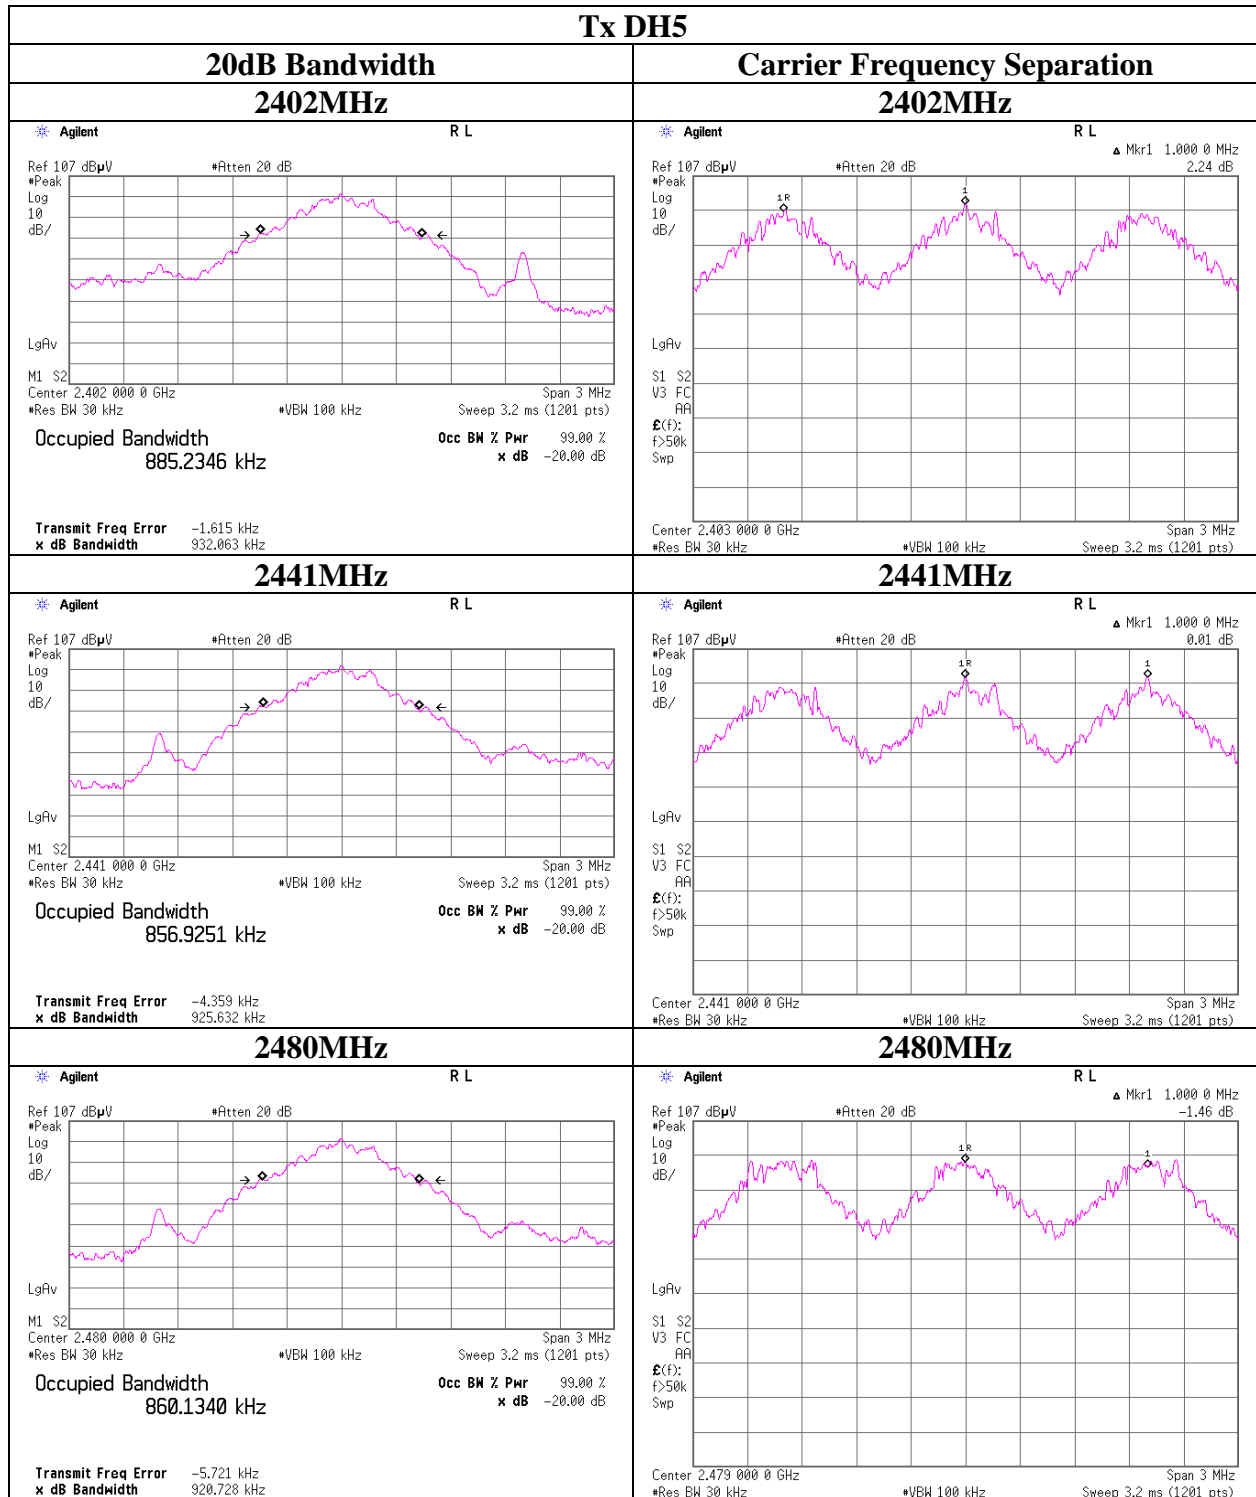 Tx DH5
20dB Bandwidth
Carrier Frequency Separation
2402MHz
2402MHz
Agilent R L
Ref 107 dBµV #Atten 20 dB
#Peak
Log
10
dB/
LgAv
M1 S2
Center 2.402 000 0 GHz Span 3 MHz
#Res BW 30 kHz #VBW 100 kHz Sweep 3.2 ms (1201 pts)
Occupied Bandwidth Occ BW % Pwr 99.00 %
885.2346 kHz x dB -20.00 dB
Transmit Freq Error -1.615 kHz
x dB Bandwidth 932.063 kHz
Agilent R L
Δ Mkr1 1.000 0 MHz
Ref 107 dBµV #Atten 20 dB 2.24 dB
#Peak
Log
10
dB/
1R
1
LgAv
S1 S2
V3 FC
AA
£(f):
f>50k
Swp
Center 2.403 000 0 GHz Span 3 MHz
#Res BW 30 kHz #VBW 100 kHz Sweep 3.2 ms (1201 pts)
2441MHz
2441MHz
Agilent R L
Ref 107 dBµV #Atten 20 dB
#Peak
Log
10
dB/
LgAv
M1 S2
Center 2.441 000 0 GHz Span 3 MHz
#Res BW 30 kHz #VBW 100 kHz Sweep 3.2 ms (1201 pts)
Occupied Bandwidth Occ BW % Pwr 99.00 %
856.9251 kHz x dB -20.00 dB
Transmit Freq Error -4.359 kHz
x dB Bandwidth 925.632 kHz
Agilent R L
Δ Mkr1 1.000 0 MHz
Ref 107 dBµV #Atten 20 dB 0.01 dB
#Peak
Log
10
dB/
1R
1
LgAv
S1 S2
V3 FC
AA
£(f):
f>50k
Swp
Center 2.441 000 0 GHz Span 3 MHz
#Res BW 30 kHz #VBW 100 kHz Sweep 3.2 ms (1201 pts)
2480MHz
2480MHz
Agilent R L
Ref 107 dBµV #Atten 20 dB
#Peak
Log
10
dB/
LgAv
M1 S2
Center 2.480 000 0 GHz Span 3 MHz
#Res BW 30 kHz #VBW 100 kHz Sweep 3.2 ms (1201 pts)
Occupied Bandwidth Occ BW % Pwr 99.00 %
860.1340 kHz x dB -20.00 dB
Transmit Freq Error -5.721 kHz
x dB Bandwidth 920.728 kHz
Agilent R L
Δ Mkr1 1.000 0 MHz
Ref 107 dBµV #Atten 20 dB -1.46 dB
#Peak
Log
10
dB/
1R
1
LgAv
S1 S2
V3 FC
AA
£(f):
f>50k
Swp
Center 2.479 000 0 GHz Span 3 MHz
#Res BW 30 kHz #VBW 100 kHz Sweep 3.2 ms (1201 pts)